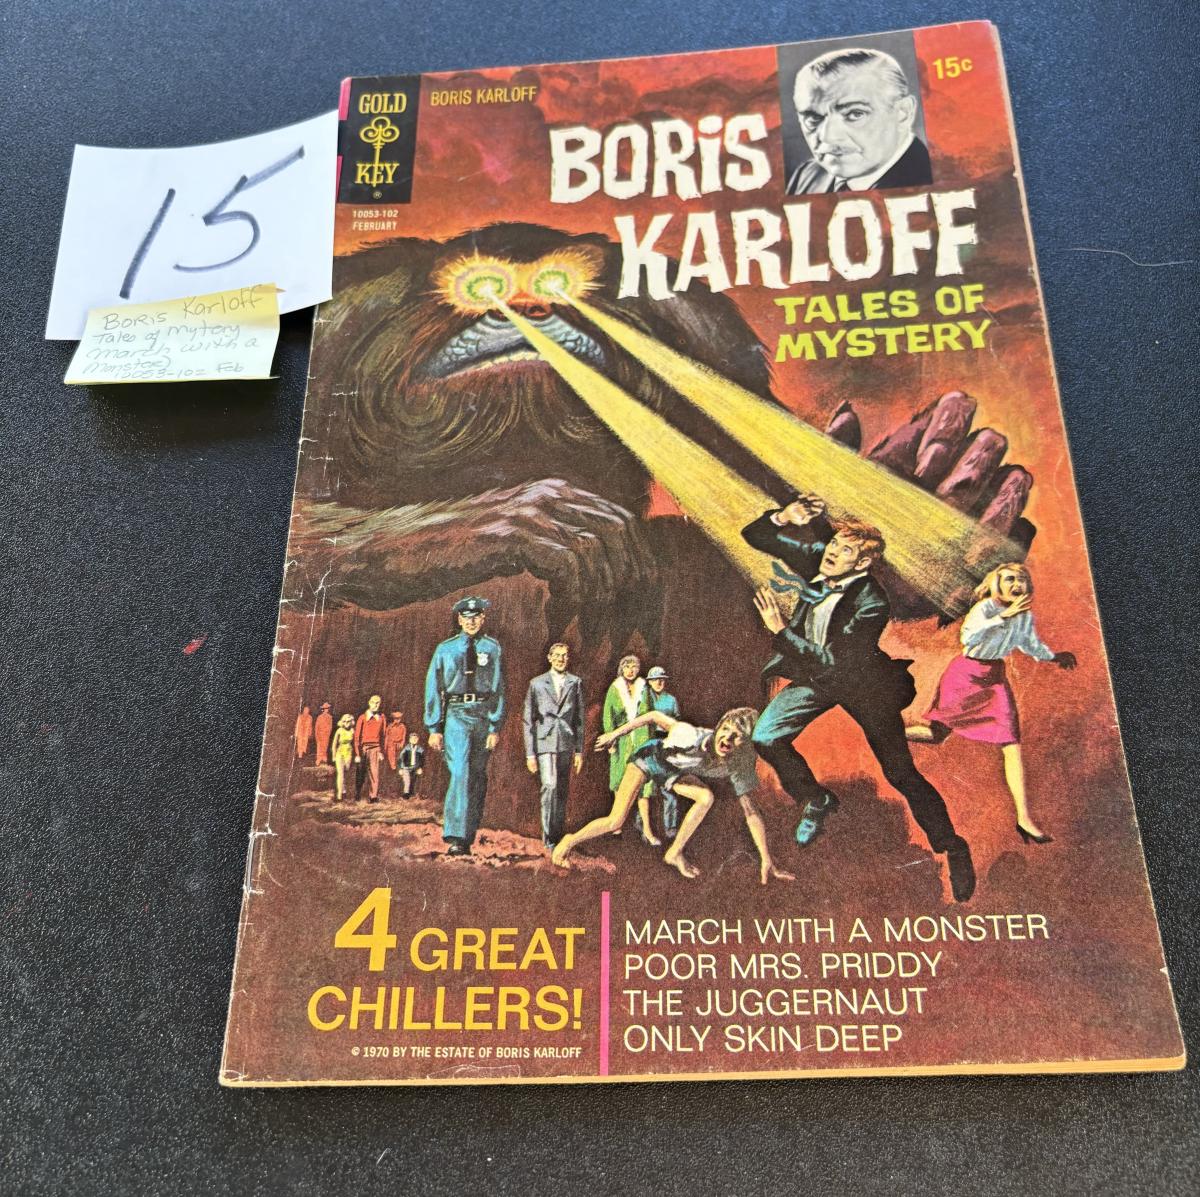 15
Boris Karloff
Tales of Mytory
March with a
Monster
10053-102 Feb
GOLD
KEY
®
10053-102
FEBRUARY
BORIS KARLOFF
15c
BORiS
KARLOFF
TALES OF
MYSTERY
4 GREAT
CHILLERS!
© 1970 BY THE ESTATE OF BORIS KARLOFF
MARCH WITH A MONSTER
POOR MRS. PRIDDY
THE JUGGERNAUT
ONLY SKIN DEEP